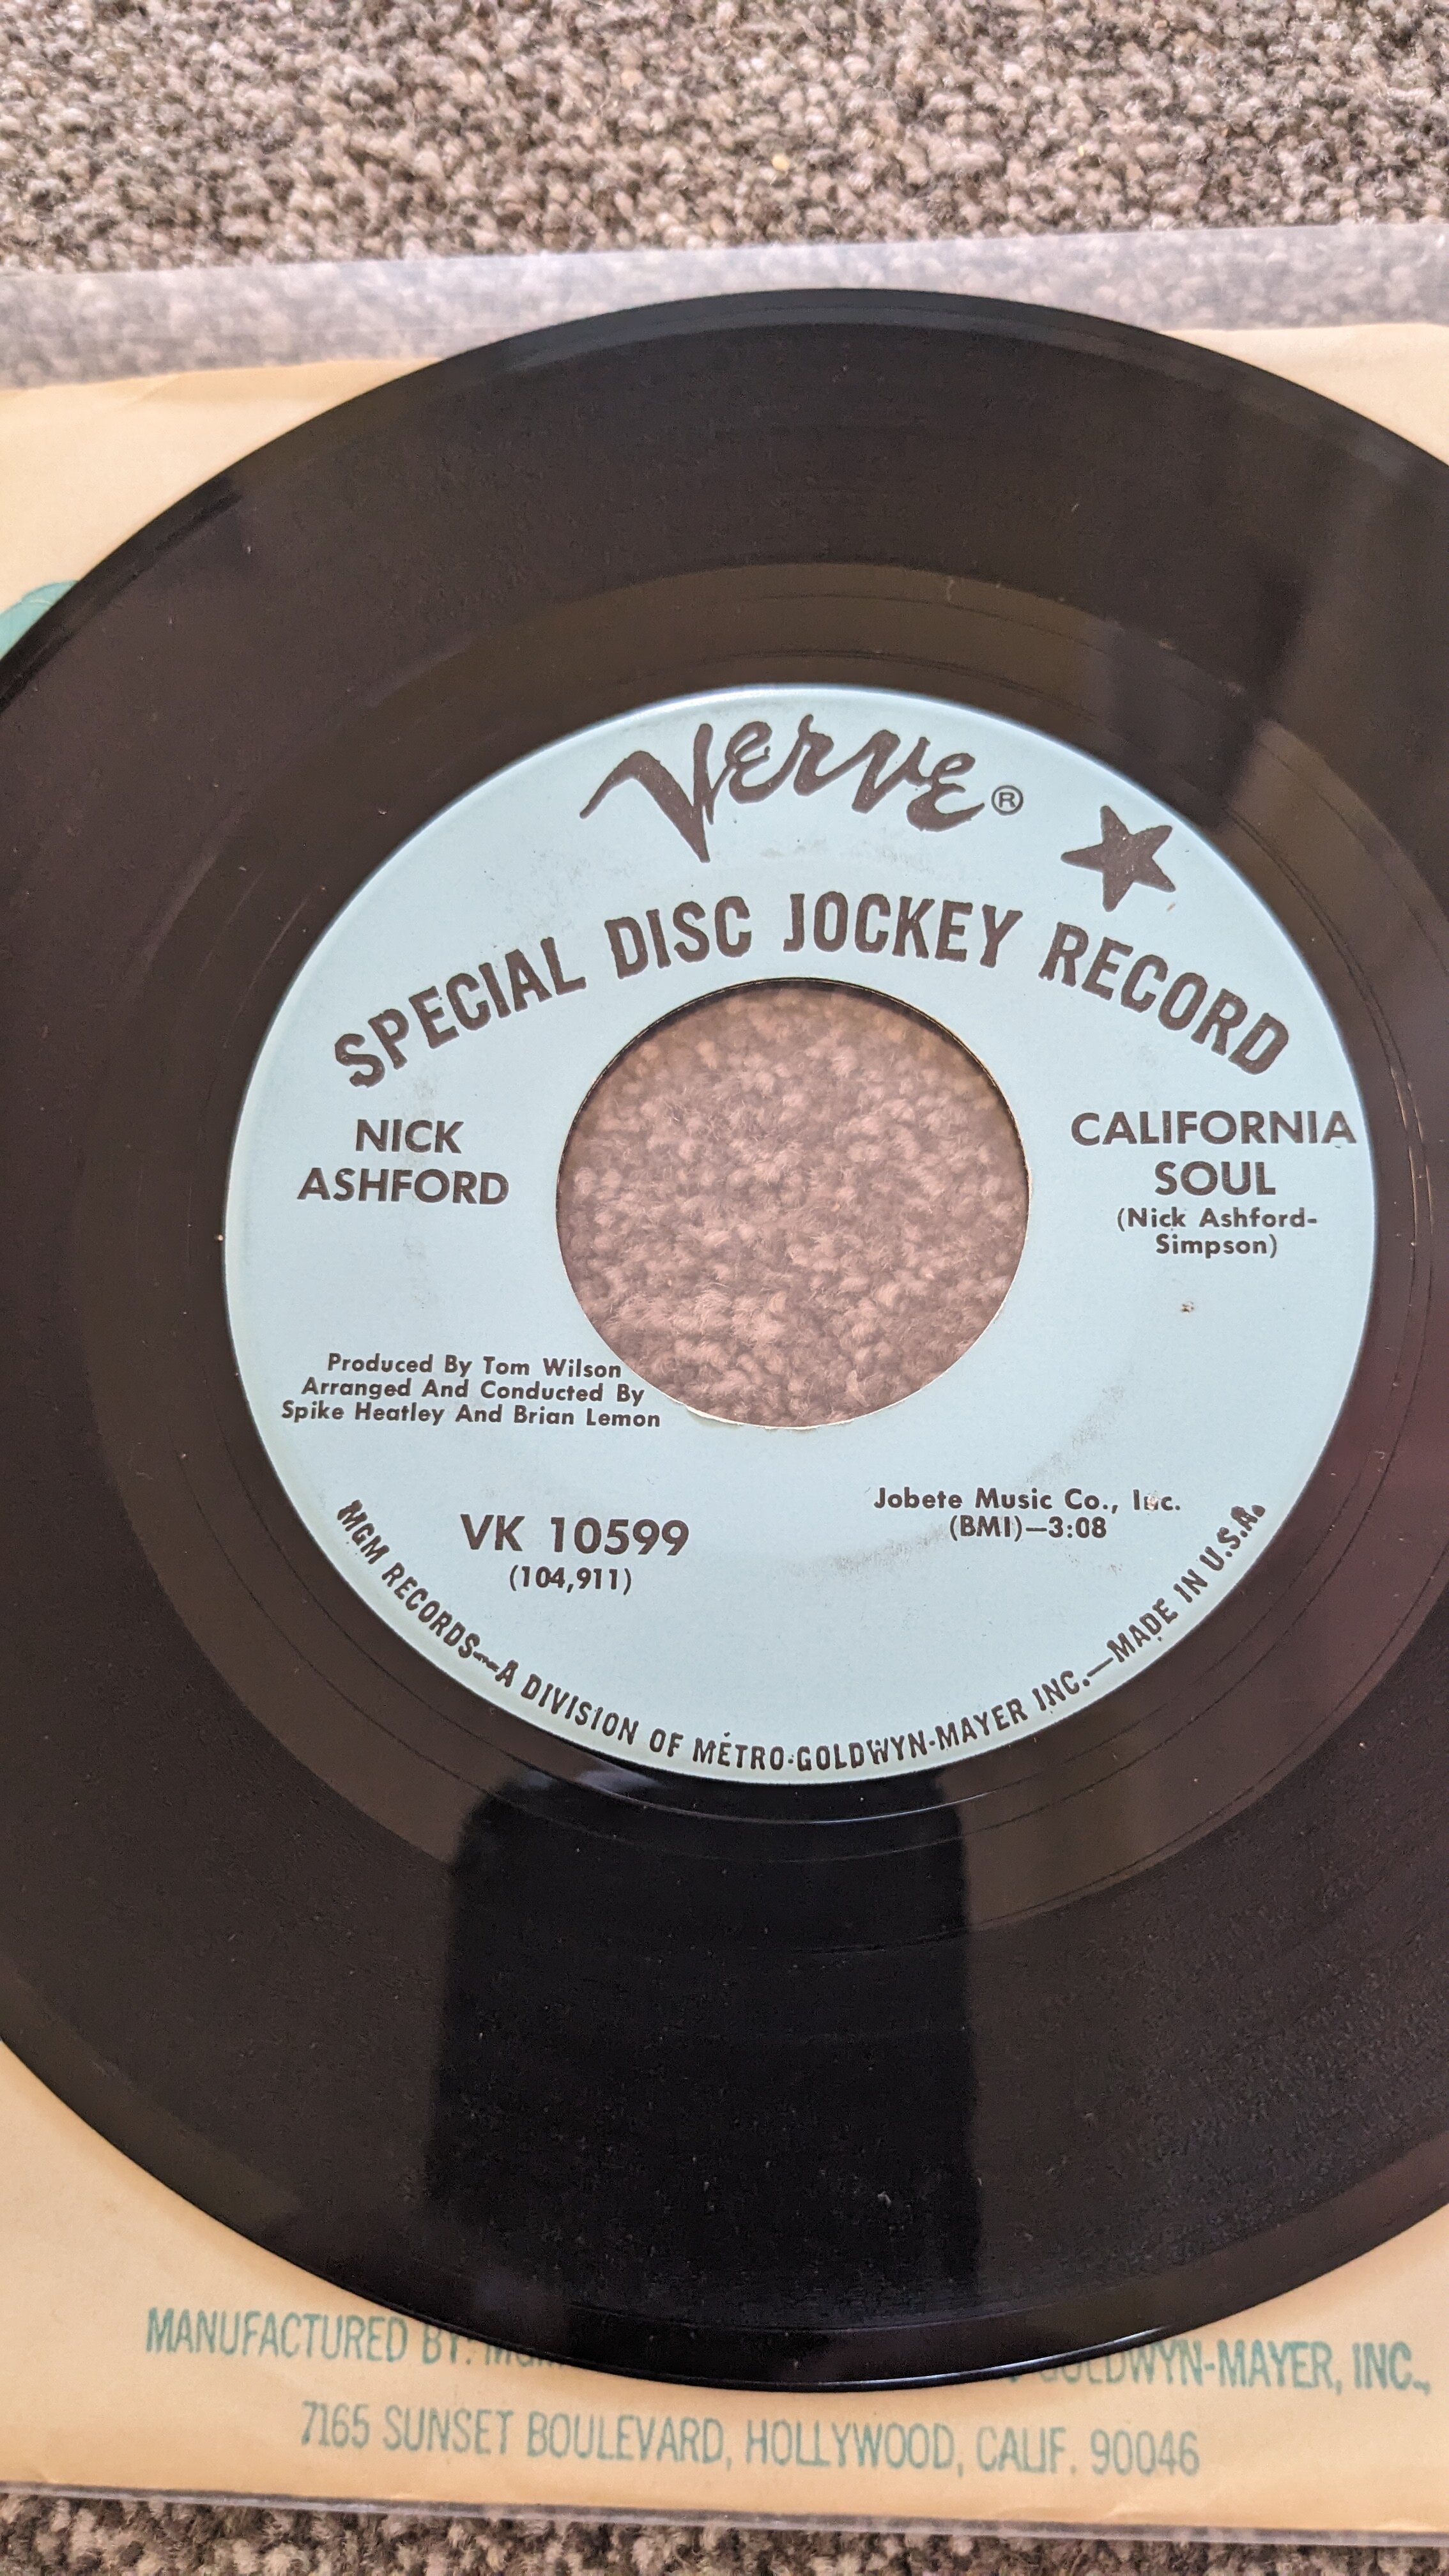 Verve®
SPECIAL DISC JOCKEY RECORD
NICK
ASHFORD
CALIFORNIA
SOUL
(Nick Ashford-
Simpson)
Produced By Tom Wilson
Arranged And Conducted By
Spike Heatley And Brian Lemon
VK 10599
(104,911)
Jobete Music Co., Inc.
(BMI)—3:08
MGM RECORDS—A DIVISION OF METRO-GOLDWYN-MAYER INC.—MADE IN U.S.A.
MANUFACTURED BY: MGM GOLDWYN-MAYER, INC.,
7165 SUNSET BOULEVARD, HOLLYWOOD, CALIF. 90046